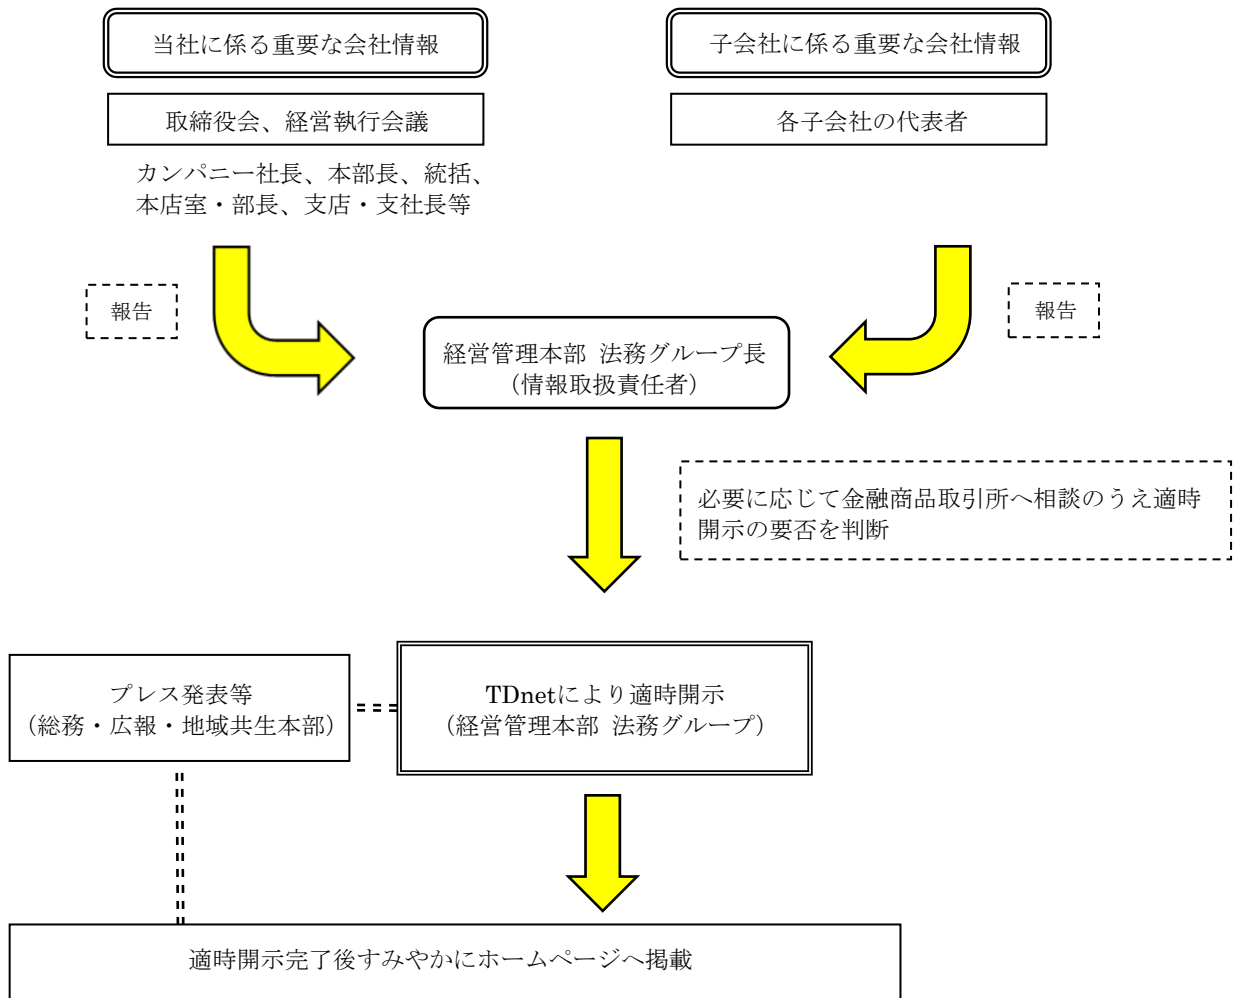 当社に係る重要な会社情報
子会社に係る重要な会社情報
取締役会、経営執行会議
各子会社の代表者
カンパニー社長、本部長、統括、
本店室・部長、支店・支社長等
報告
報告
経営管理本部 法務グループ長
（情報取扱責任者）
必要に応じて金融商品取引所へ相談のうえ適時
開示の要否を判断
プレス発表等
（総務・広報・地域共生本部）
TDnetにより適時開示
（経営管理本部 法務グループ）
適時開示完了後すみやかにホームページへ掲載